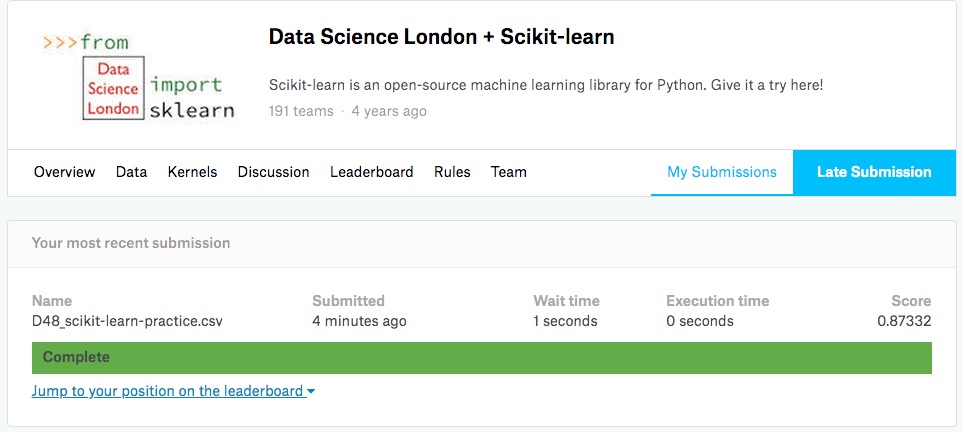 >>>from
Data
Science
London
import
sklearn
Data Science London + Scikit-learn
Scikit-learn is an open-source machine learning library for Python. Give it a try here!
191 teams · 4 years ago
Overview Data Kernels Discussion Leaderboard Rules Team My Submissions Late Submission
Your most recent submission
Name Submitted Wait time Execution time Score
D48_scikit-learn-practice.csv 4 minutes ago 1 seconds 0 seconds 0.87332
Complete
Jump to your position on the leaderboard